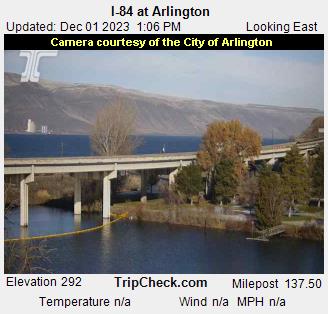 I-84 at Arlington
Updated: Dec 01 2023 1:06 PM Looking East
Camera courtesy of the City of Arlington
Elevation 292 TripCheck.com Milepost 137.50
Temperature n/a Wind n/a MPH n/a